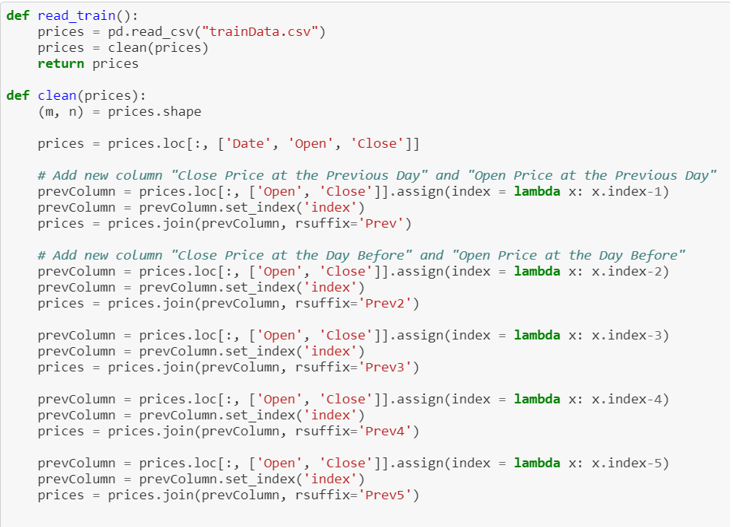 def read_train():
    prices = pd.read_csv("trainData.csv")
    prices = clean(prices)
    return prices

def clean(prices):
    (m, n) = prices.shape

    prices = prices.loc[:, ['Date', 'Open', 'Close']]

    # Add new column "Close Price at the Previous Day" and "Open Price at the Previous Day"
    prevColumn = prices.loc[:, ['Open', 'Close']].assign(index = lambda x: x.index-1)
    prevColumn = prevColumn.set_index('index')
    prices = prices.join(prevColumn, rsuffix='Prev')

    # Add new column "Close Price at the Day Before" and "Open Price at the Day Before"
    prevColumn = prices.loc[:, ['Open', 'Close']].assign(index = lambda x: x.index-2)
    prevColumn = prevColumn.set_index('index')
    prices = prices.join(prevColumn, rsuffix='Prev2')

    prevColumn = prices.loc[:, ['Open', 'Close']].assign(index = lambda x: x.index-3)
    prevColumn = prevColumn.set_index('index')
    prices = prices.join(prevColumn, rsuffix='Prev3')

    prevColumn = prices.loc[:, ['Open', 'Close']].assign(index = lambda x: x.index-4)
    prevColumn = prevColumn.set_index('index')
    prices = prices.join(prevColumn, rsuffix='Prev4')

    prevColumn = prices.loc[:, ['Open', 'Close']].assign(index = lambda x: x.index-5)
    prevColumn = prevColumn.set_index('index')
    prices = prices.join(prevColumn, rsuffix='Prev5')